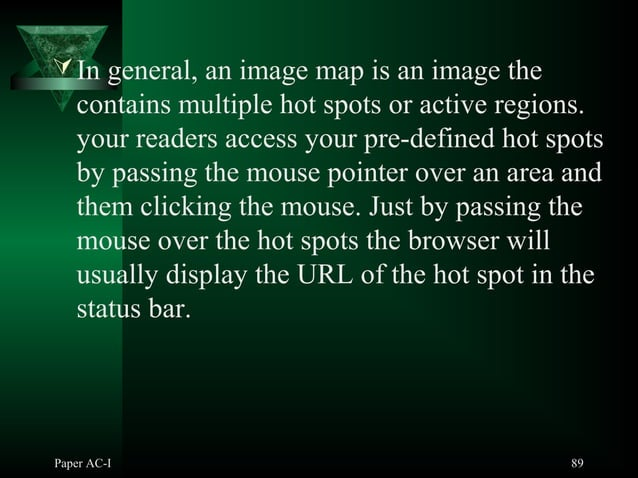 In general, an image map is an image the
contains multiple hot spots or active regions.
your readers access your pre-defined hot spots
by passing the mouse pointer over an area and
them clicking the mouse. Just by passing the
mouse over the hot spots the browser will
usually display the URL of the hot spot in the
status bar.
Paper AC-I
89